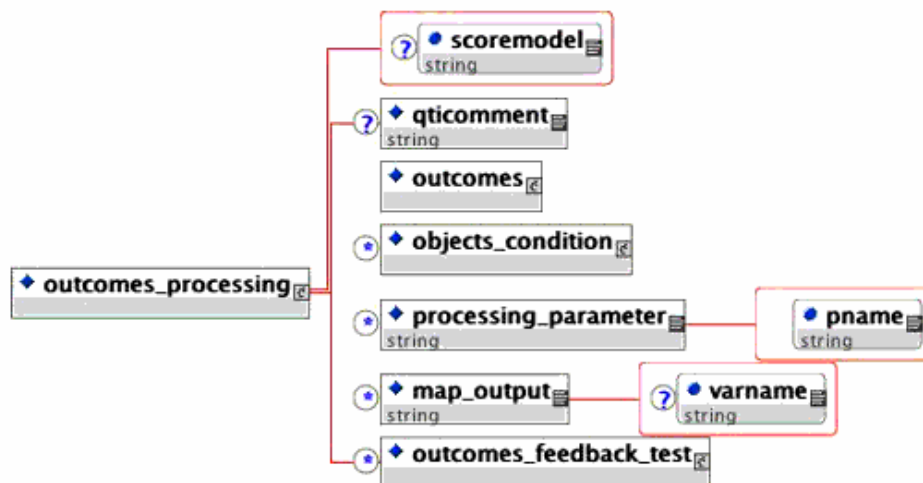 ? scoremodel
string
? qticomment
string
outcomes
* objects_condition
outcomes_processing
* processing_parameter
string
pname
string
* map_output
string
? varname
string
* outcomes_feedback_test